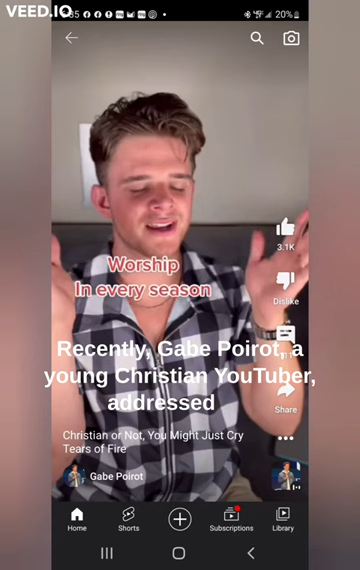 VEED.IO
20%
Worship
In every season
3.1K
Dislike
Recently, Gabe Poirot, a
young Christian YouTuber,
addressed
Share
Christian or Not, You Might Just Cry
Tears of Fire
Gabe Poirot
Home
Shorts
Subscriptions
Library